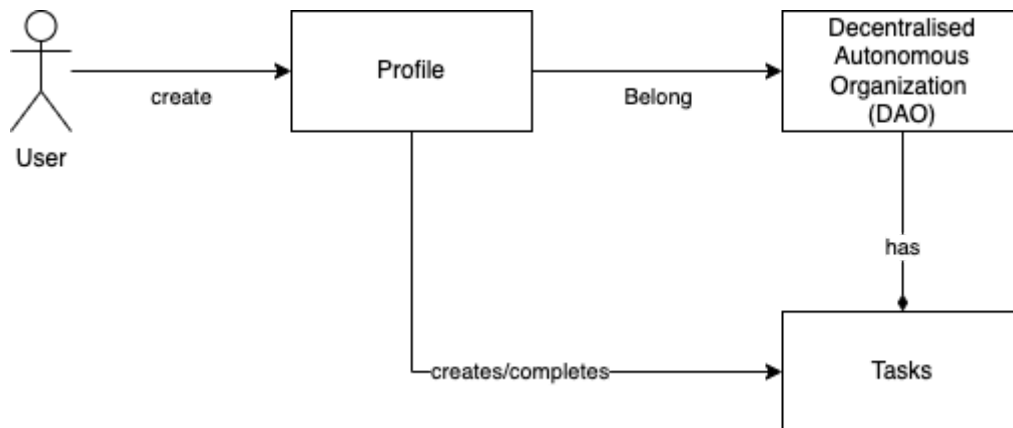 Decentralised
Autonomous
Organization
(DAO)
Profile
create
Belong
User
has
creates/completes
Tasks